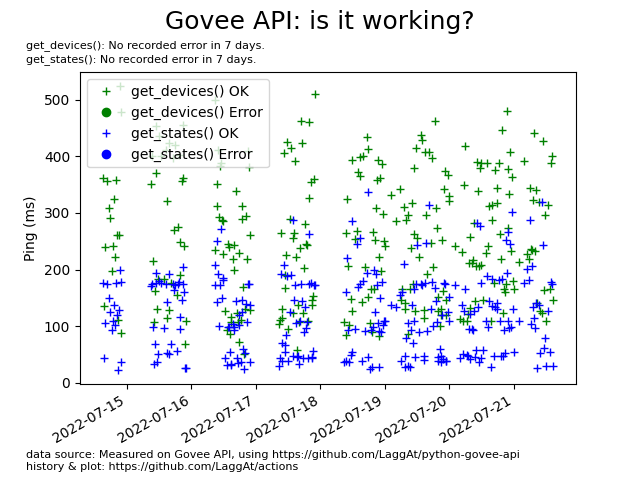 Govee API: is it working?
get_devices(): No recorded error in 7 days.
get_states(): No recorded error in 7 days.
get_devices() OK
get_devices() Error
get_states() OK
get_states() Error
Ping (ms)
500
400
300
200
100
0
2022-07-15
2022-07-16
2022-07-17
2022-07-18
2022-07-19
2022-07-20
2022-07-21
data source: Measured on Govee API, using https://github.com/LaggAt/python-govee-api
history & plot: https://github.com/LaggAt/actions